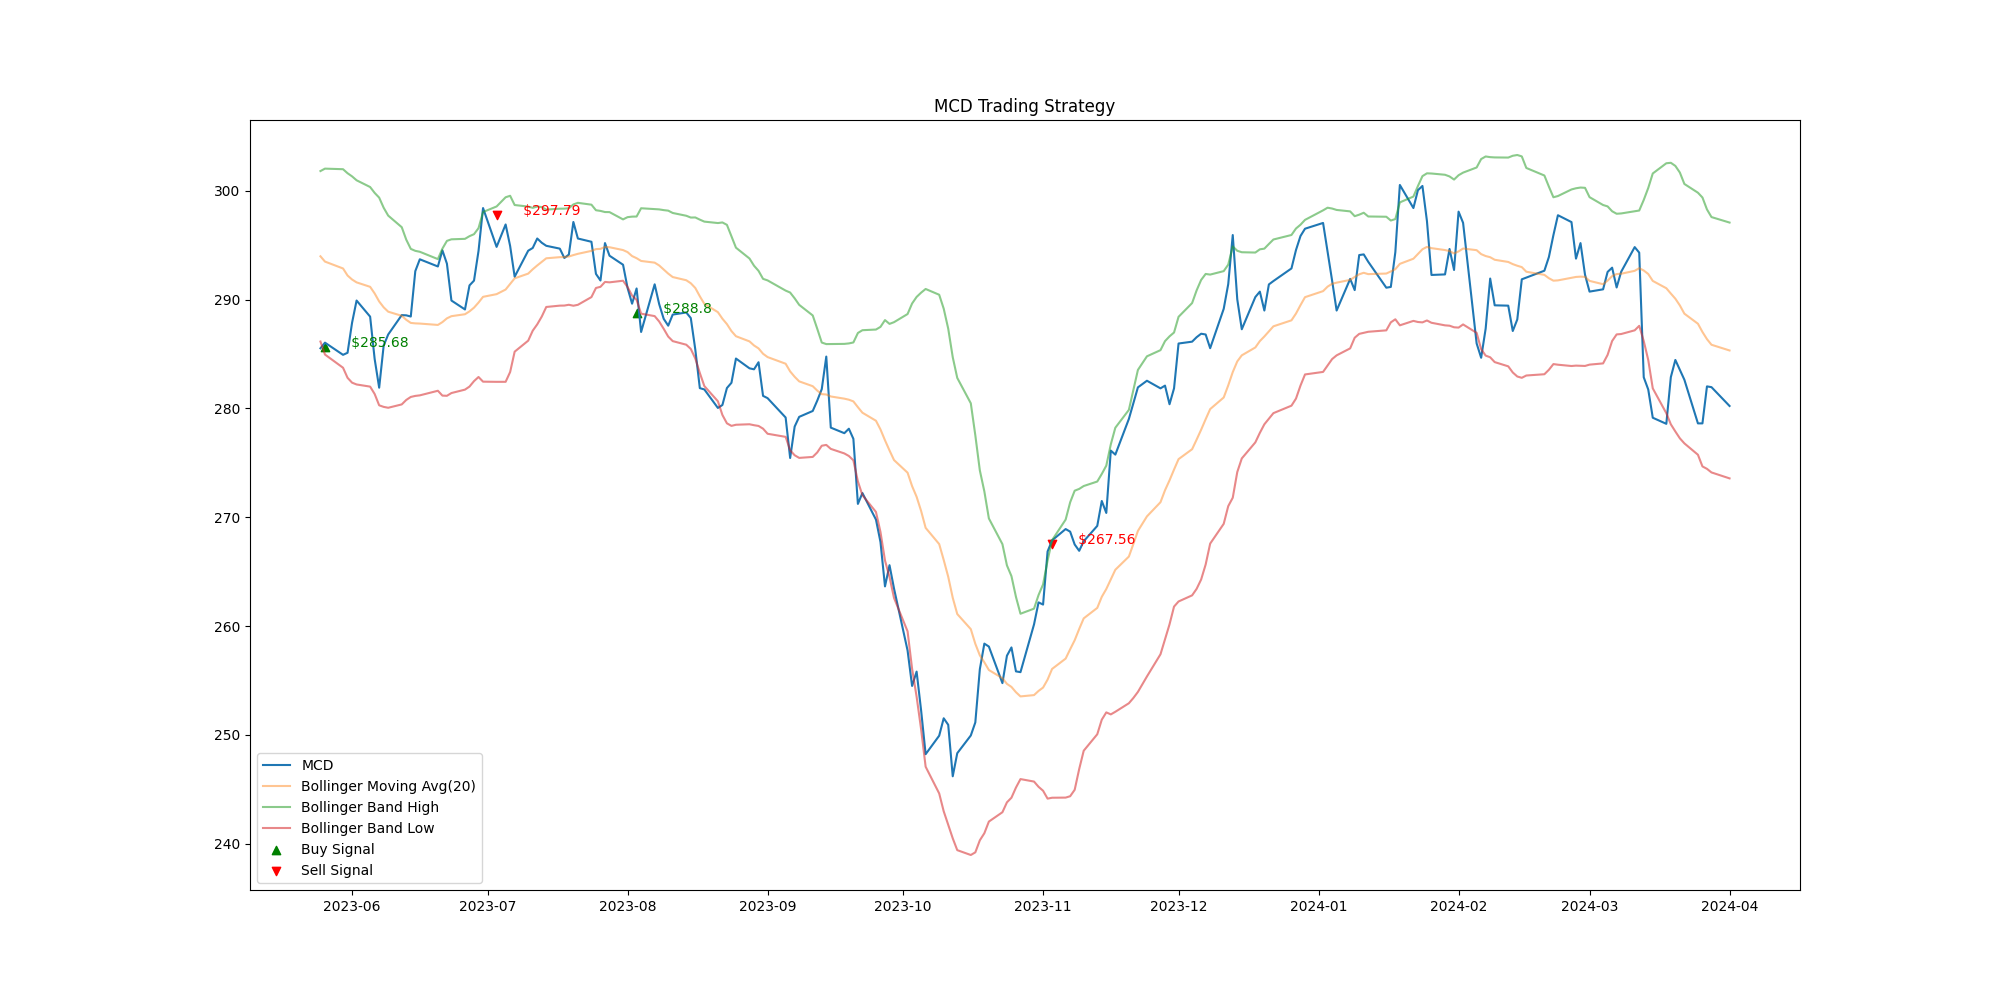 MCD Trading Strategy
300
290
280
270
260
250
240
$297.79
$288.8
$285.68
$267.56
MCD
Bollinger Moving Avg(20)
Bollinger Band High
Bollinger Band Low
Buy Signal
Sell Signal
2023-06 2023-07 2023-08 2023-09 2023-10 2023-11 2023-12 2024-01 2024-02 2024-03 2024-04